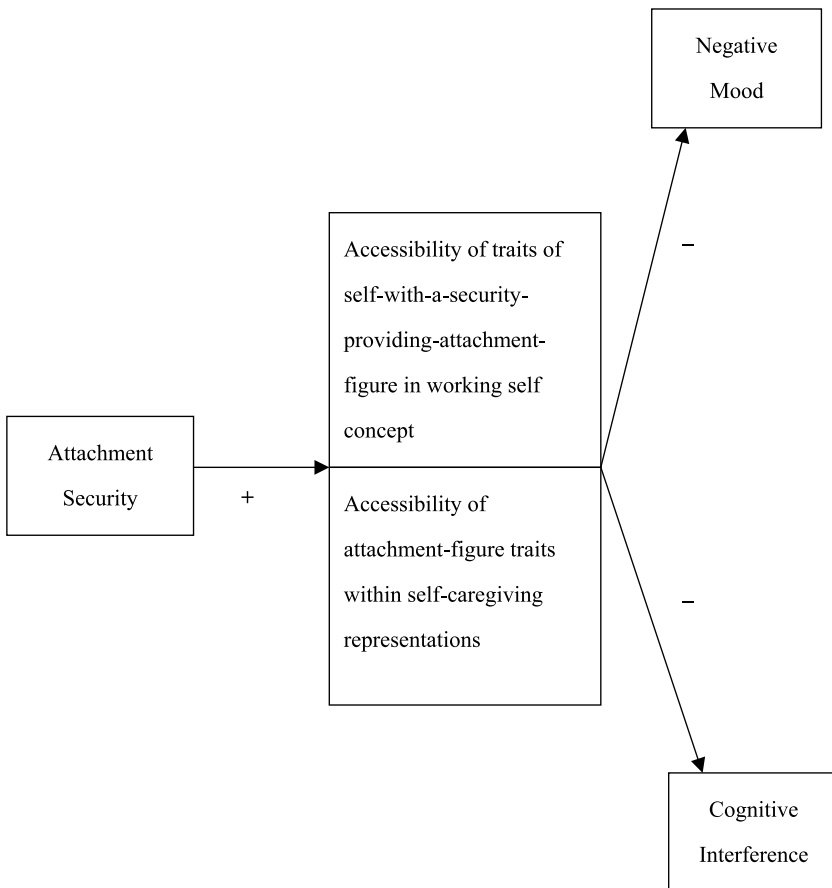 Negative
Mood
–
Accessibility of traits of
self-with-a-security-
providing-attachment-
figure in working self
concept
Attachment
Security
+
Accessibility of
attachment-figure traits
within self-caregiving
representations
–
Cognitive
Interference